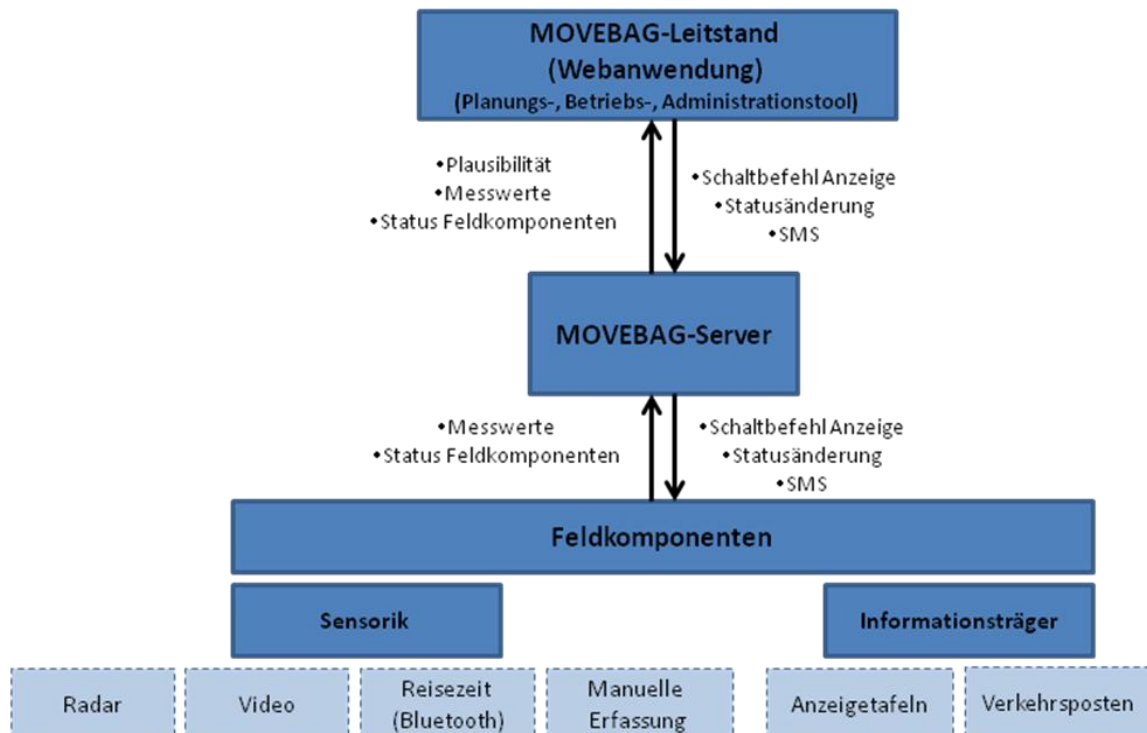 MOVEBAG-Leitstand
(Webanwendung)
(Planungs-, Betriebs-, Administrationstool)
•Plausibilität
•Messwerte
•Status Feldkomponenten
•Schaltbefehl Anzeige
•Statusänderung
•SMS
MOVEBAG-Server
•Messwerte
•Status Feldkomponenten
•Schaltbefehl Anzeige
•Statusänderung
•SMS
Feldkomponenten
Sensorik
Informationsträger
Radar
Video
Reisezeit
(Bluetooth)
Manuelle
Erfassung
Anzeigetafeln
Verkehrsposten